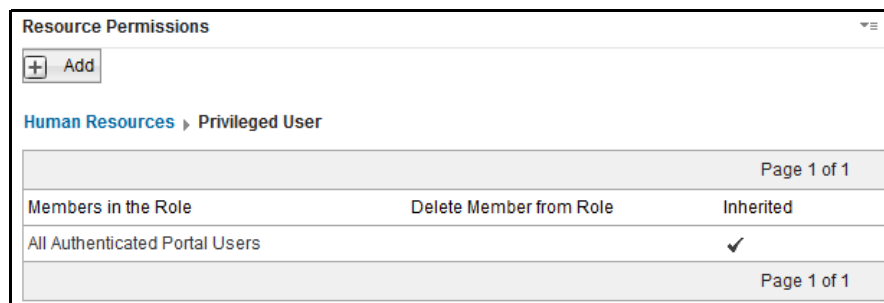 Resource Permissions
Add
Human Resources Privileged User
Page 1 of 1
Members in the Role Delete Member from Role Inherited
All Authenticated Portal Users
Page 1 of 1